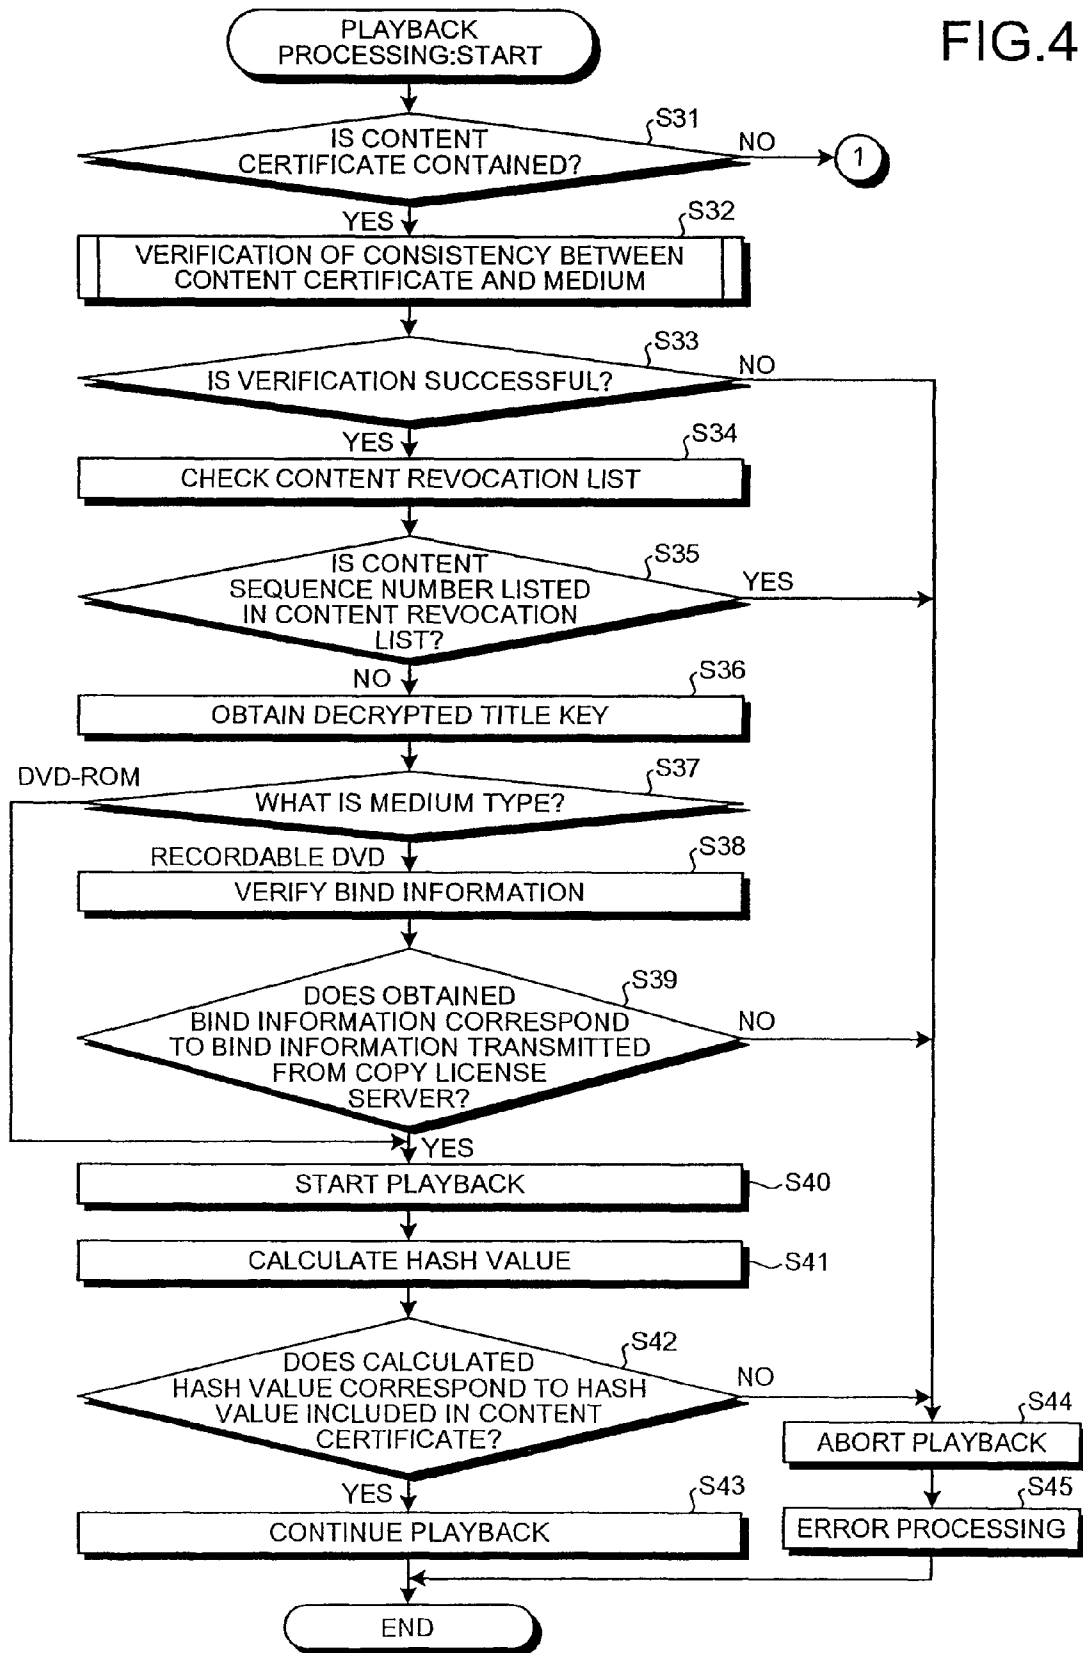 PLAYBACK
PROCESSING:START
FIG.4
S31
IS CONTENT
CERTIFICATE CONTAINED?
NO
1
YES
S32
VERIFICATION OF CONSISTENCY BETWEEN
CONTENT CERTIFICATE AND MEDIUM
S33
IS VERIFICATION SUCCESSFUL?
NO
YES
S34
CHECK CONTENT REVOCATION LIST
S35
IS CONTENT
SEQUENCE NUMBER LISTED
IN CONTENT REVOCATION
LIST?
YES
NO
S36
OBTAIN DECRYPTED TITLE KEY
DVD-ROM
S37
WHAT IS MEDIUM TYPE?
RECORDABLE DVD
S38
VERIFY BIND INFORMATION
S39
DOES OBTAINED
BIND INFORMATION CORRESPOND
TO BIND INFORMATION TRANSMITTED
FROM COPY LICENSE
SERVER?
NO
YES
START PLAYBACK
S40
CALCULATE HASH VALUE
S41
S42
DOES CALCULATED
HASH VALUE CORRESPOND TO HASH
VALUE INCLUDED IN CONTENT
CERTIFICATE?
NO
S44
ABORT PLAYBACK
YES
S43
CONTINUE PLAYBACK
S45
ERROR PROCESSING
END